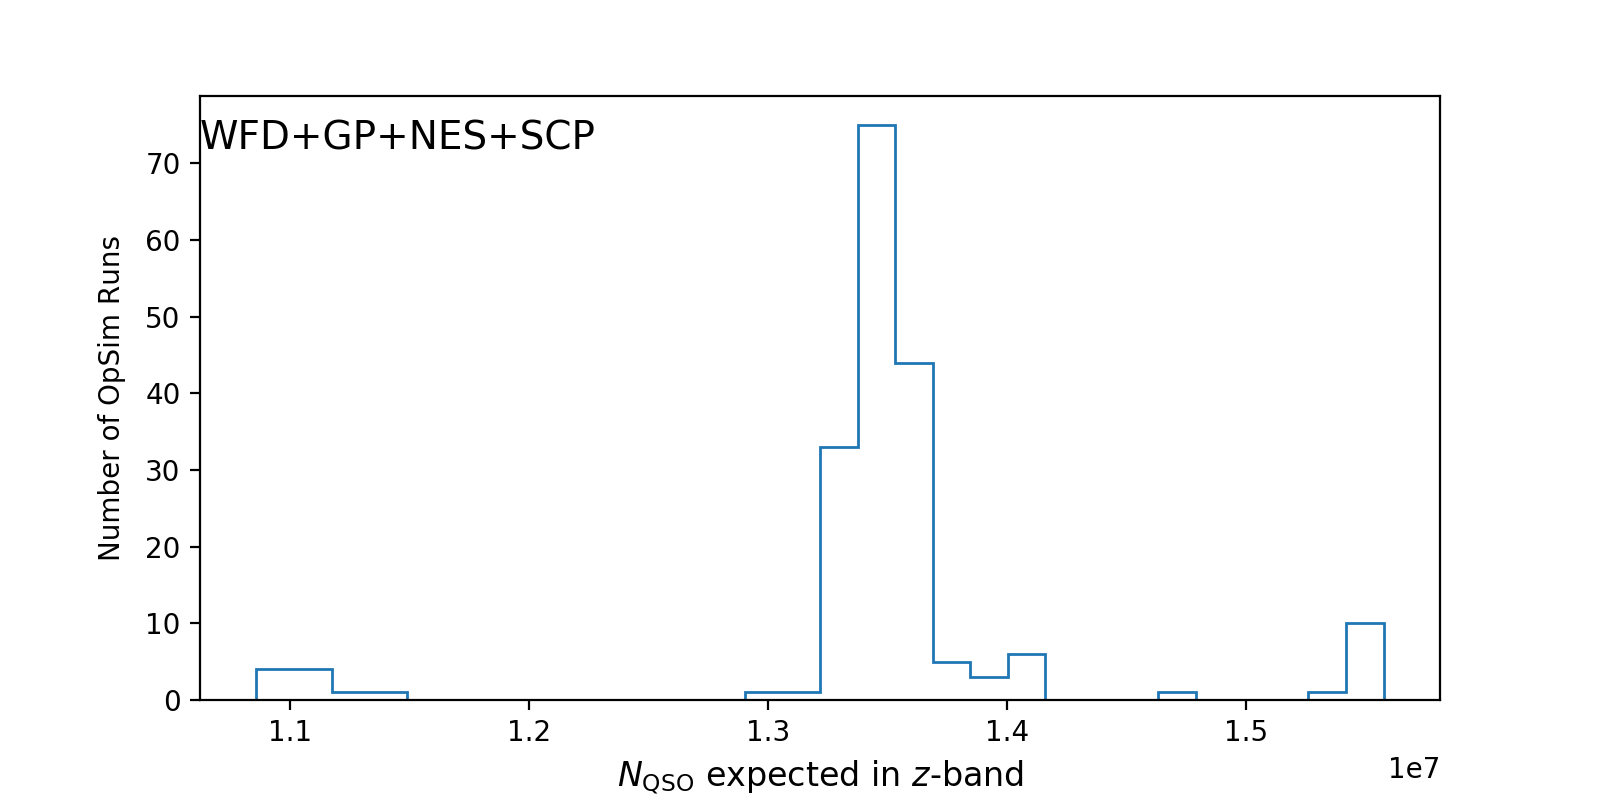 WFD+GP+NES+SCP
Number of OpSim Runs
70
60
50
40
30
20
10
0
1.1 1.2 1.3 1.4 1.5
1e7
N_QSO expected in z-band